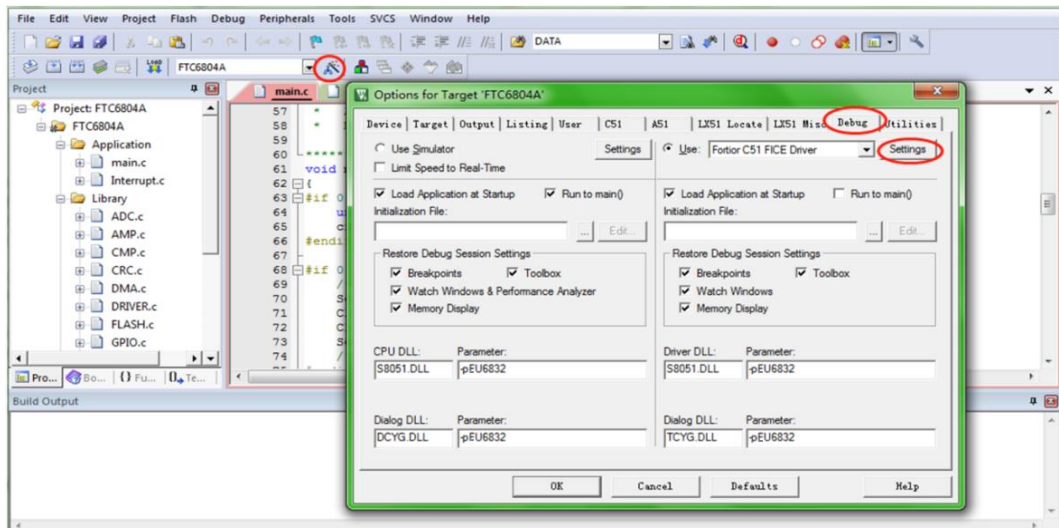 File Edit View Project Flash Debug Peripherals Tools SVCS Window Help
DATA
LOAD FTC6804A
Project
Project: FTC6804A
FTC6804A
Application
main.c
Interrupt.c
Library
ADC.c
AMP.c
CMP.c
CRC.c
DMA.c
DRIVER.c
FLASH.c
GPIO.c
Pro... Bo... {} Fu... Te...
main.c
57 *
58 *
59
60 *****
61 void
62 {
63 #if 0
64
65
66 #endi
67
68 #if 0
69 /
70
71 C
72 C
73
74 /
Options for Target 'FTC6804A'
Device Target Output Listing User C51 A51 LX51 Locate LX51 Misc Debug Utilities
Use Simulator Settings
Limit Speed to Real-Time
Load Application at Startup Run to main()
Initialization File:
... Edit...
Restore Debug Session Settings
Breakpoints Toolbox
Watch Windows & Performance Analyzer
Memory Display
CPU DLL: Parameter:
S8051.DLL -pEU6832
Dialog DLL: Parameter:
DCYG.DLL -pEU6832
Use: Fortior C51 FICE Driver Settings
Load Application at Startup Run to main()
Initialization File:
... Edit...
Restore Debug Session Settings
Breakpoints Toolbox
Watch Windows
Memory Display
Driver DLL: Parameter:
S8051.DLL -pEU6832
Dialog DLL: Parameter:
TCYG.DLL -pEU6832
OK Cancel Defaults Help
Build Output